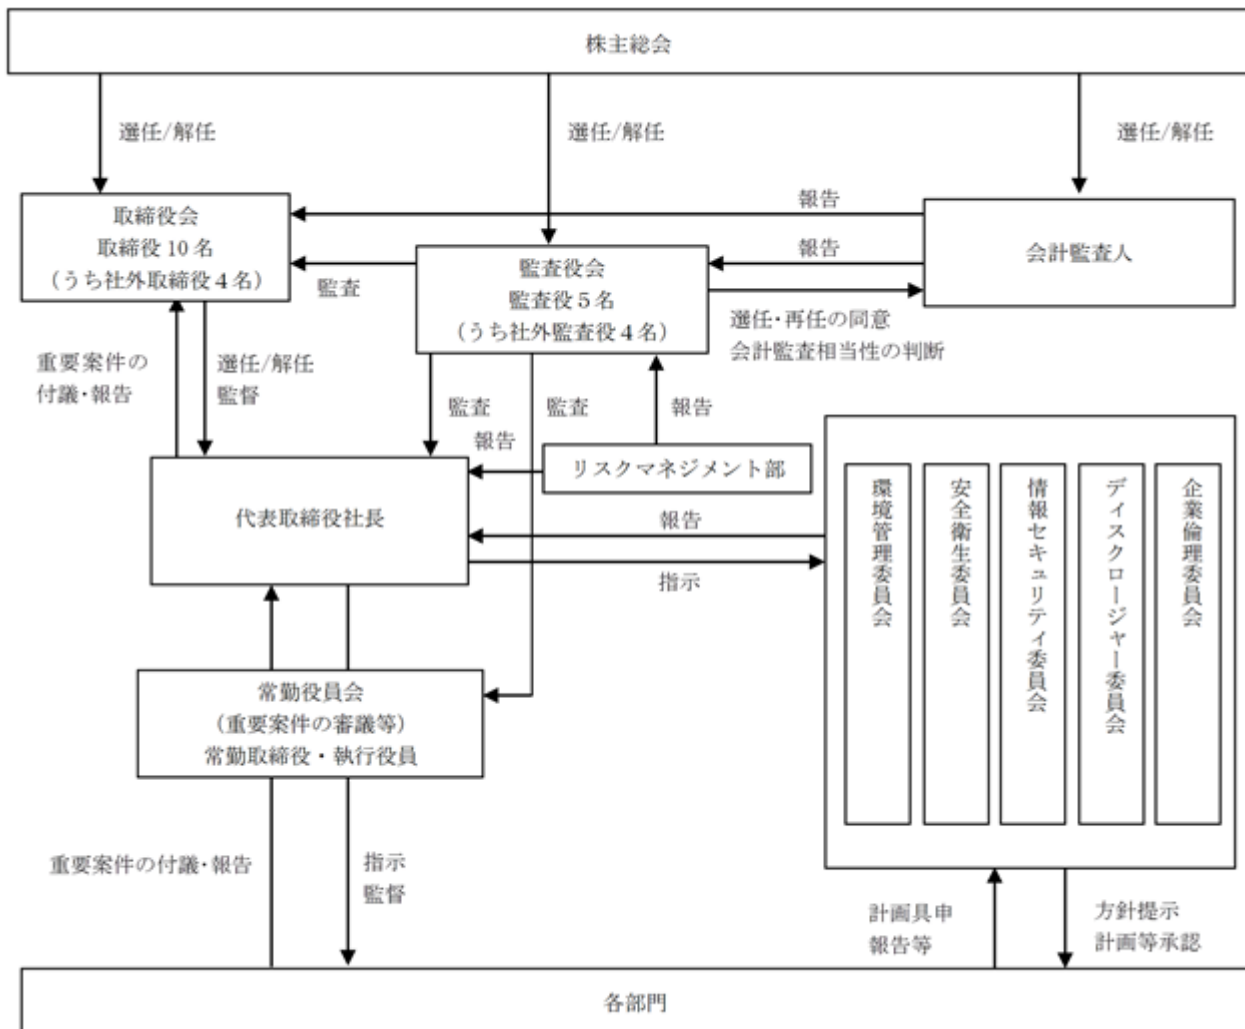 株主総会
選任/解任
選任/解任
選任/解任
取締役会
取締役 10 名
（うち社外取締役 4 名）
報告
報告
会計監査人
監査
監査役会
監査役 5 名
（うち社外監査役 4 名）
選任・再任の同意
会計監査相当性の判断
重要案件の
付議・報告
選任/解任
監督
監査
監査
報告
報告
リスクマネジメント部
代表取締役社長
報告
指示
環境管理委員会
安全衛生委員会
情報セキュリティ委員会
ディスクロージャー委員会
企業倫理委員会
常勤役員会
（重要案件の審議等）
常勤取締役・執行役員
重要案件の付議・報告
指示
監督
計画具申
報告等
方針提示
計画等承認
各部門